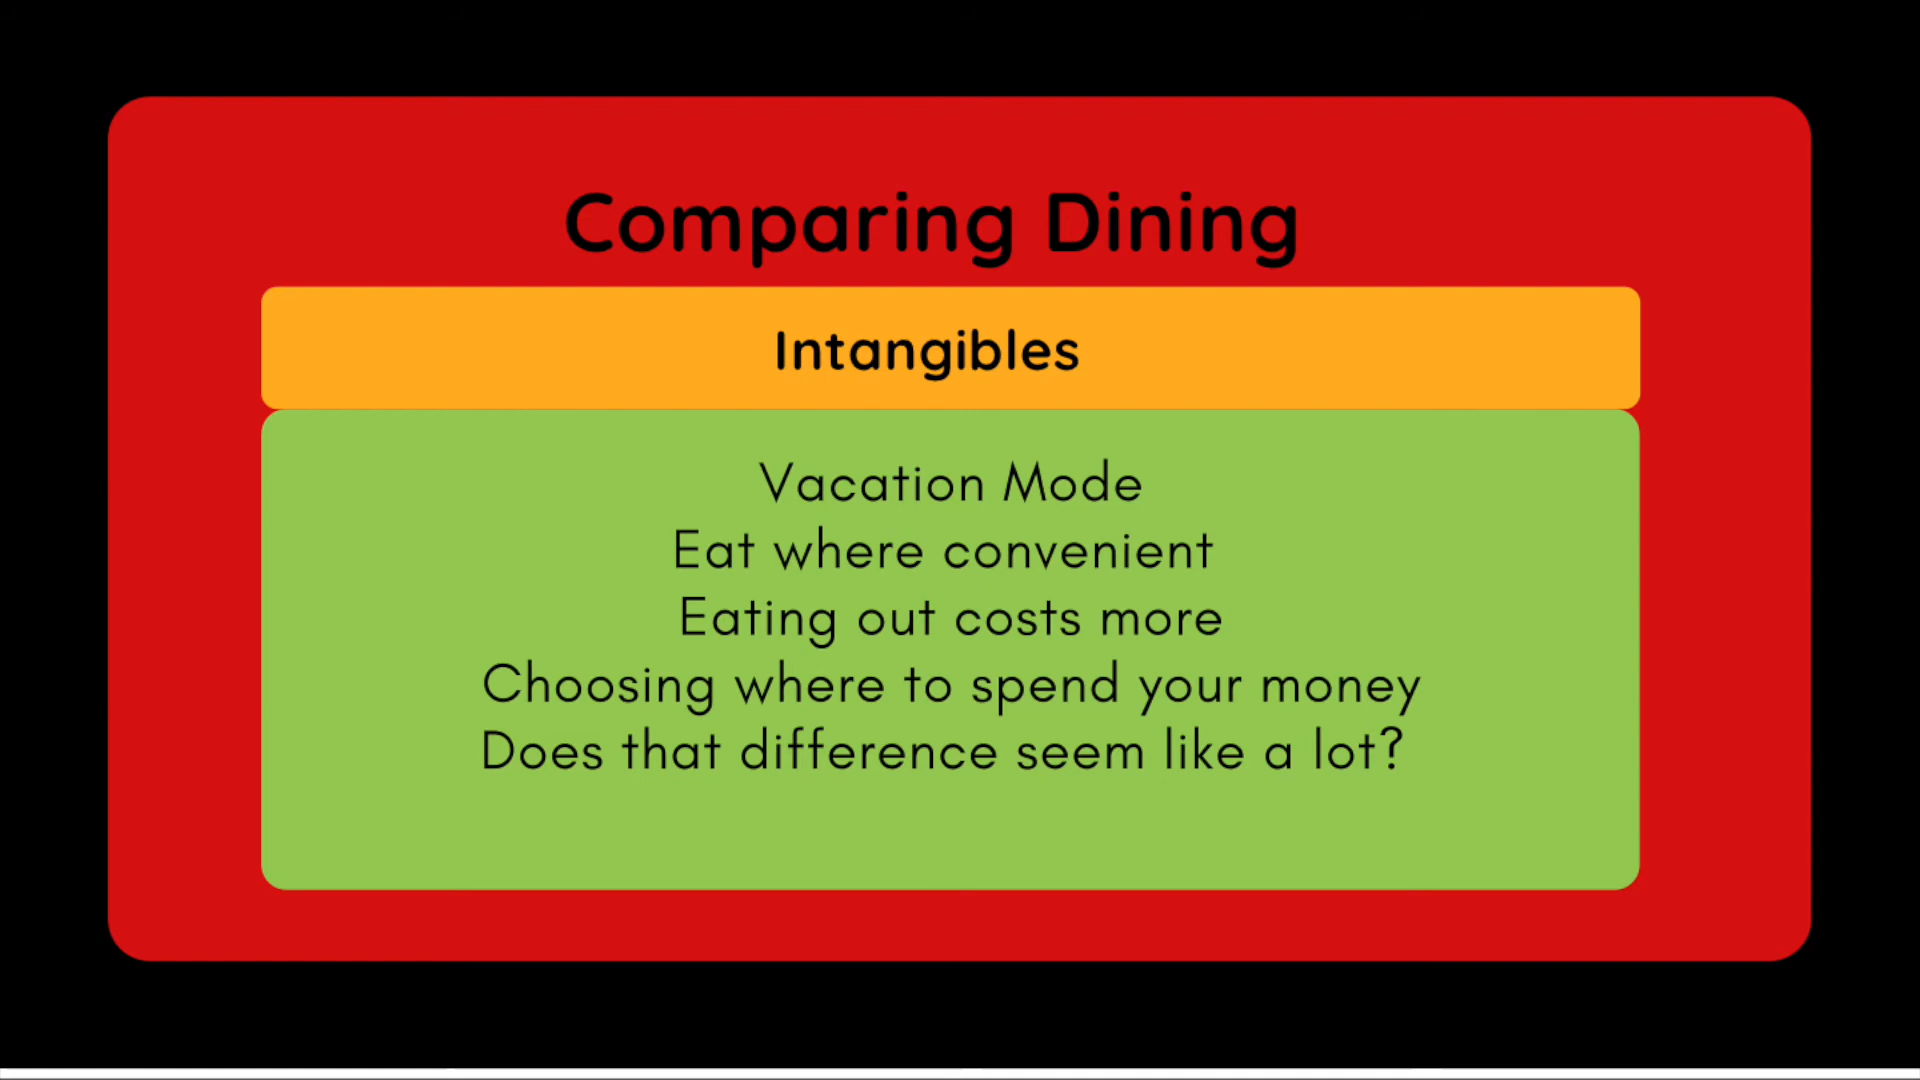 Comparing Dining
Intangibles
Vacation Mode
Eat where convenient
Eating out costs more
Choosing where to spend your money
Does that difference seem like a lot?